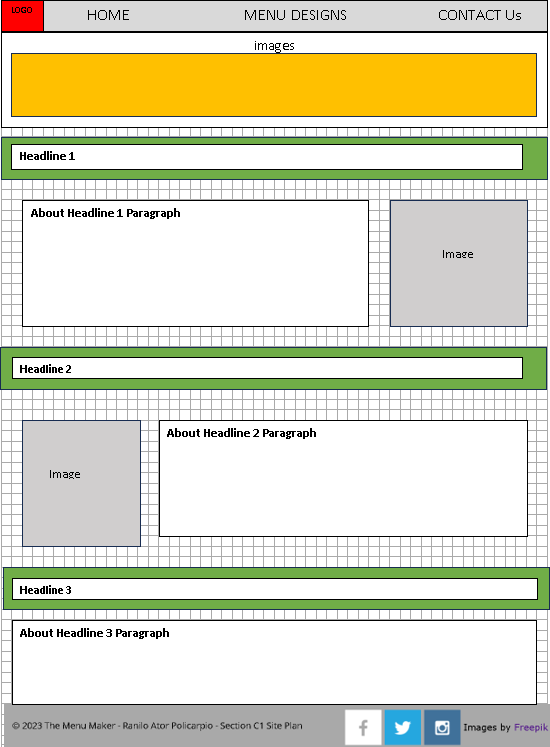 LOGO HOME MENU DESIGNS CONTACT Us
images
Headline 1
About Headline 1 Paragraph
Image
Headline 2
About Headline 2 Paragraph
Image
Headline 3
About Headline 3 Paragraph
© 2023 The Menu Maker - Ranilo Ator Policarpio - Section C1 Site Plan
Images by Freepik